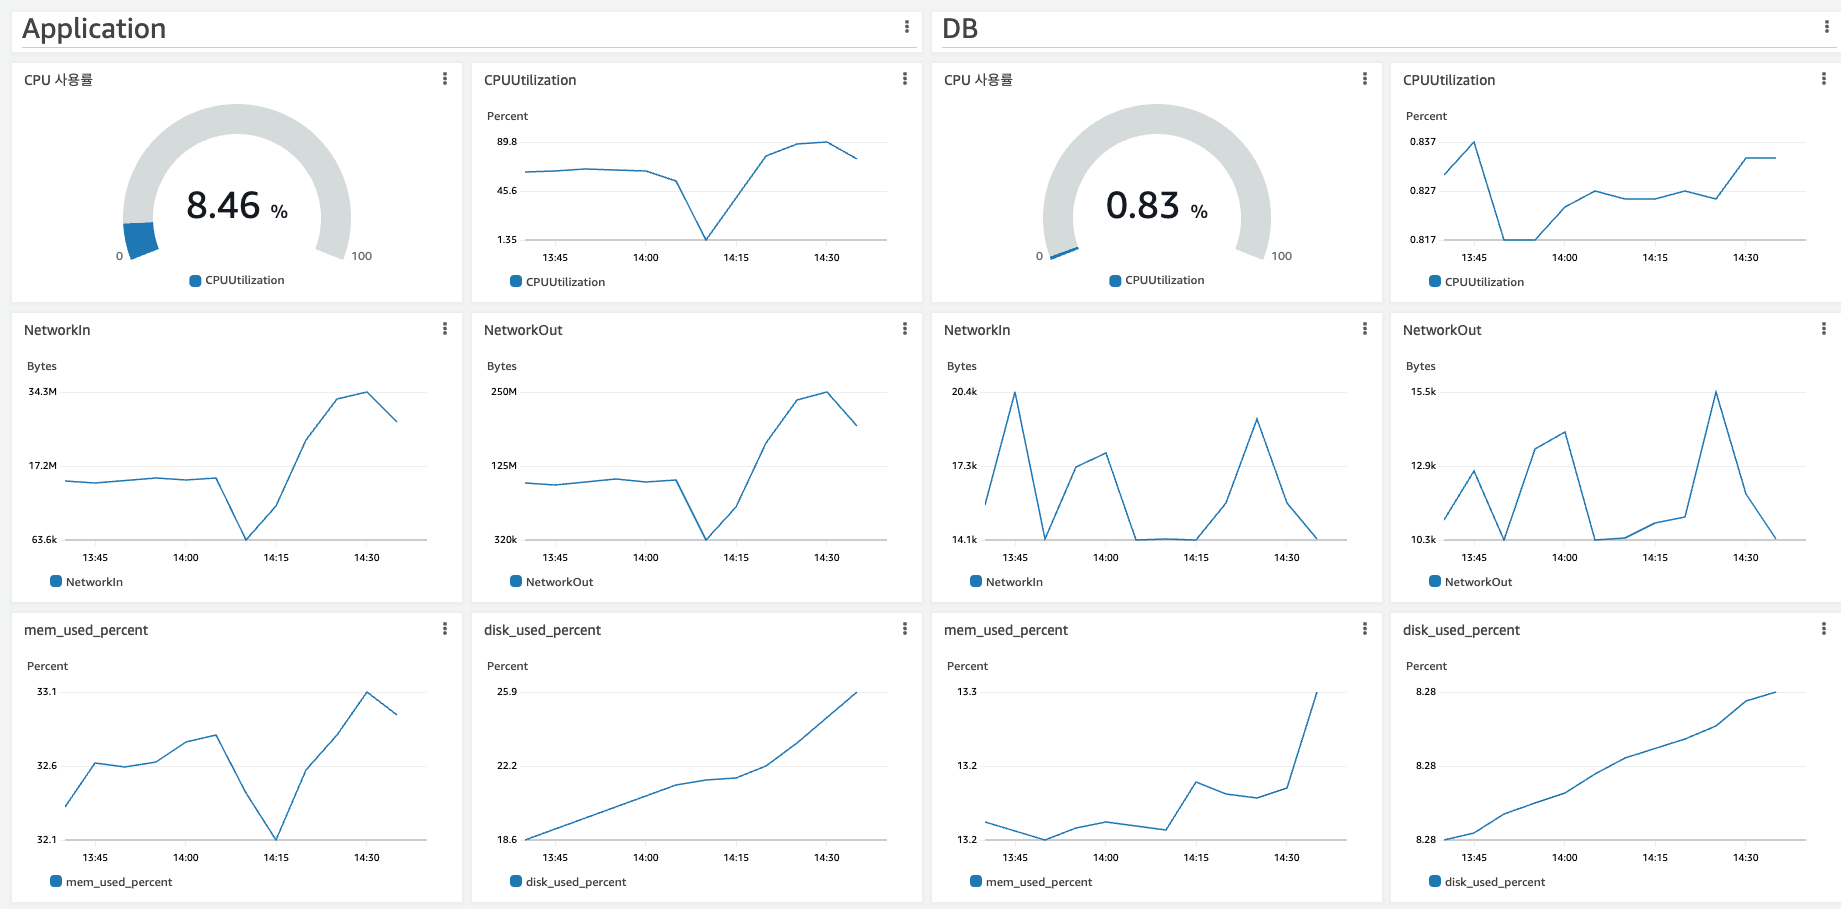 Application
DB
CPU 사용률
8.46 %
0
100
CPUUtilization
CPUUtilization
Percent
89.8
45.6
1.35
13:45
14:00
14:15
14:30
CPUUtilization
CPU 사용률
0.83 %
0
100
CPUUtilization
CPUUtilization
Percent
0.837
0.827
0.817
13:45
14:00
14:15
14:30
CPUUtilization
NetworkIn
Bytes
34.3M
17.2M
63.6k
13:45
14:00
14:15
14:30
NetworkIn
NetworkOut
Bytes
250M
125M
320k
13:45
14:00
14:15
14:30
NetworkOut
NetworkIn
Bytes
20.4k
17.3k
14.1k
13:45
14:00
14:15
14:30
NetworkIn
NetworkOut
Bytes
15.5k
12.9k
10.3k
13:45
14:00
14:15
14:30
NetworkOut
mem_used_percent
Percent
33.1
32.6
32.1
13:45
14:00
14:15
14:30
mem_used_percent
disk_used_percent
Percent
25.9
22.2
18.6
13:45
14:00
14:15
14:30
disk_used_percent
mem_used_percent
Percent
13.3
13.2
13.2
13:45
14:00
14:15
14:30
mem_used_percent
disk_used_percent
Percent
8.28
8.28
8.28
13:45
14:00
14:15
14:30
disk_used_percent